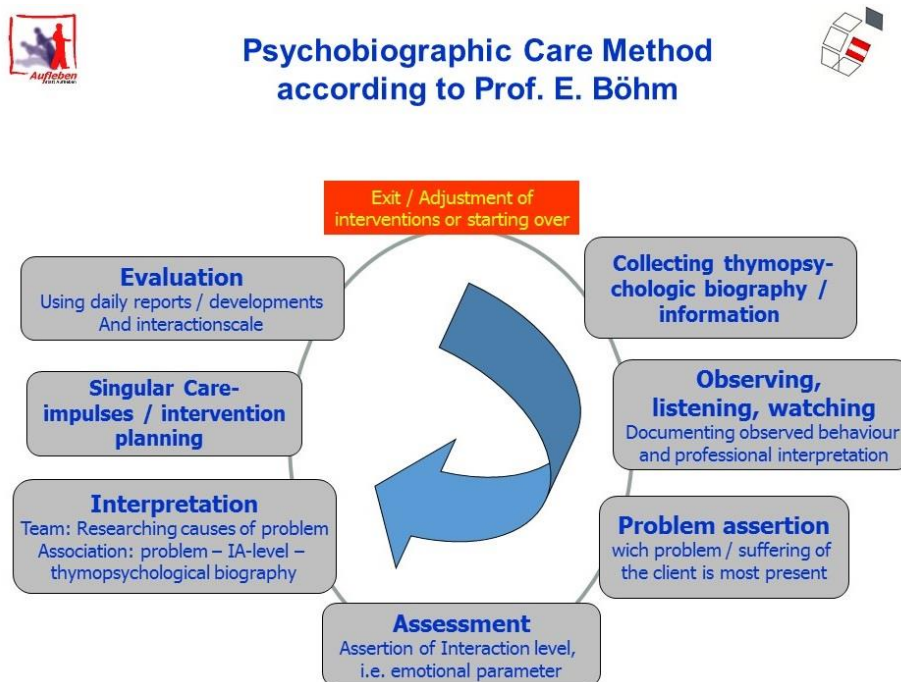 Aufleben
Psychobiographic Care Method
according to Prof. E. Böhm
Exit / Adjustment of
interventions or starting over
Collecting thymopsy-
chologic biography /
information
Observing,
listening, watching
Documenting observed behaviour
and professional interpretation
Problem assertion
wich problem / suffering of
the client is most present
Assessment
Assertion of Interaction level,
i.e. emotional parameter
Interpretation
Team: Researching causes of problem
Association: problem – IA-level –
thymopsychological biography
Singular Care-
impulses / intervention
planning
Evaluation
Using daily reports / developments
And interactionscale